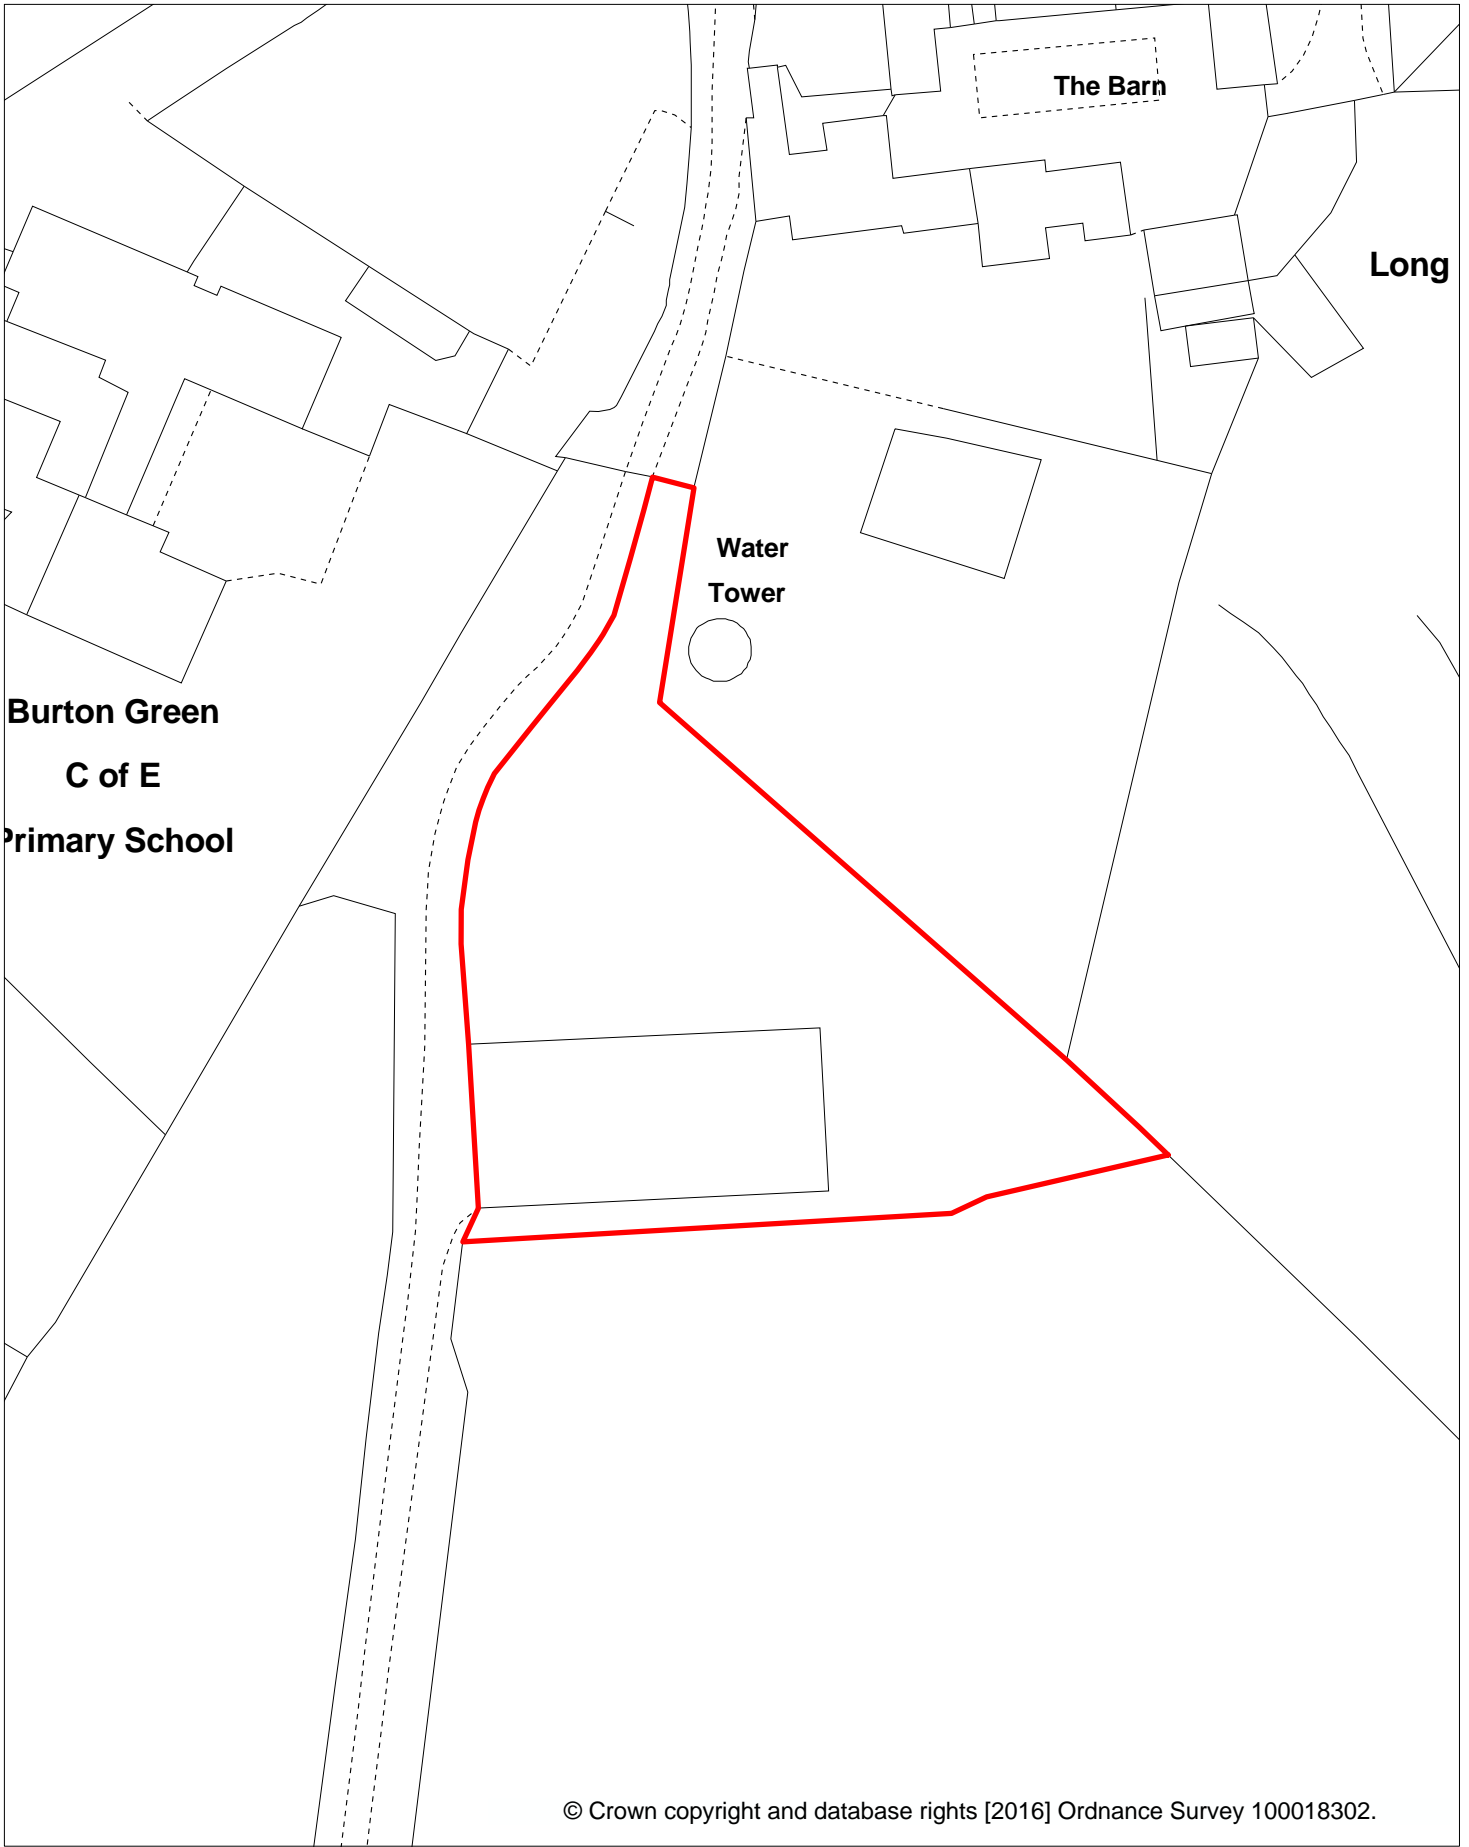 The Barn
Long
Water
Tower
Burton Green
C of E
Primary School
© Crown copyright and database rights [2016] Ordnance Survey 100018302.